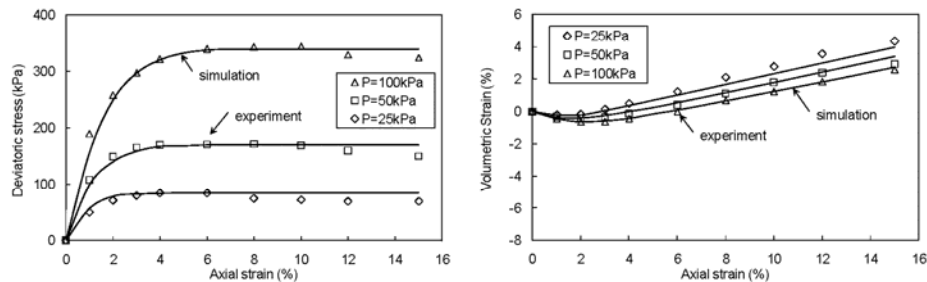 400
300
200
100
0
Deviatoric stress (kPa)
simulation
experiment
P=100kPa
P=50kPa
P=25kPa
0 2 4 6 8 10 12 14 16
Axial strain (%)
6
4
2
0
-2
-4
-6
-8
Volumetric Strain (%)
P=25kPa
P=50kPa
P=100kPa
simulation
experiment
0 2 4 6 8 10 12 14 16
Axial strain (%)